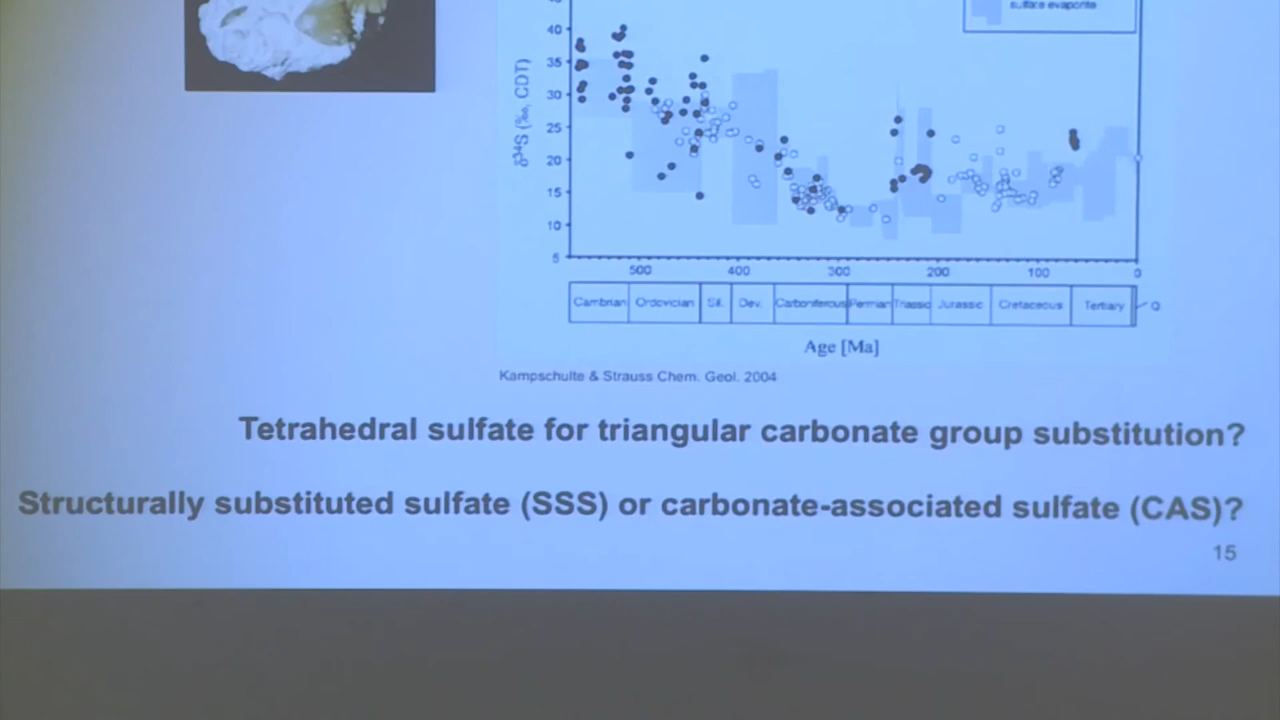 sulfate evaporite
40
35
30
25
20
15
10
5
δ34S (‰, CDT)
500 400 300 200 100 0
Cambrian Ordovician Sil. Dev. Carboniferous Permian Triassic Jurassic Cretaceous Tertiary Q
Age [Ma]
Kampschulte & Strauss Chem. Geol. 2004
Tetrahedral sulfate for triangular carbonate group substitution?
Structurally substituted sulfate (SSS) or carbonate-associated sulfate (CAS)?
15